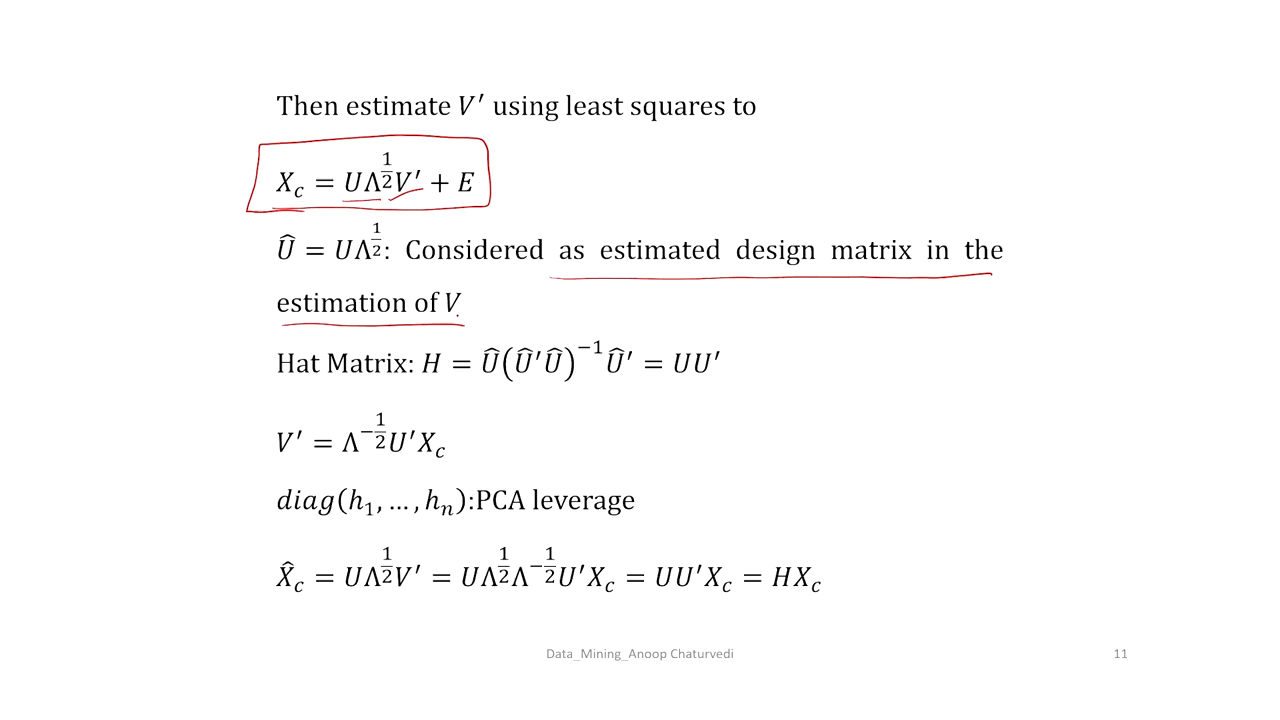 Then estimate V′ using least squares to
X_c = UΛ^{1/2}V′ + E
Û = UΛ^{1/2}: Considered as estimated design matrix in the
estimation of V
Hat Matrix: H = Û(Û′Û)^{−1}Û′ = UU′
V′ = Λ^{−1/2}U′X_c
diag(h_1, … , h_n):PCA leverage
X̂_c = UΛ^{1/2}V′ = UΛ^{1/2}Λ^{−1/2}U′X_c = UU′X_c = HX_c
Data_Mining_Anoop Chaturvedi
11